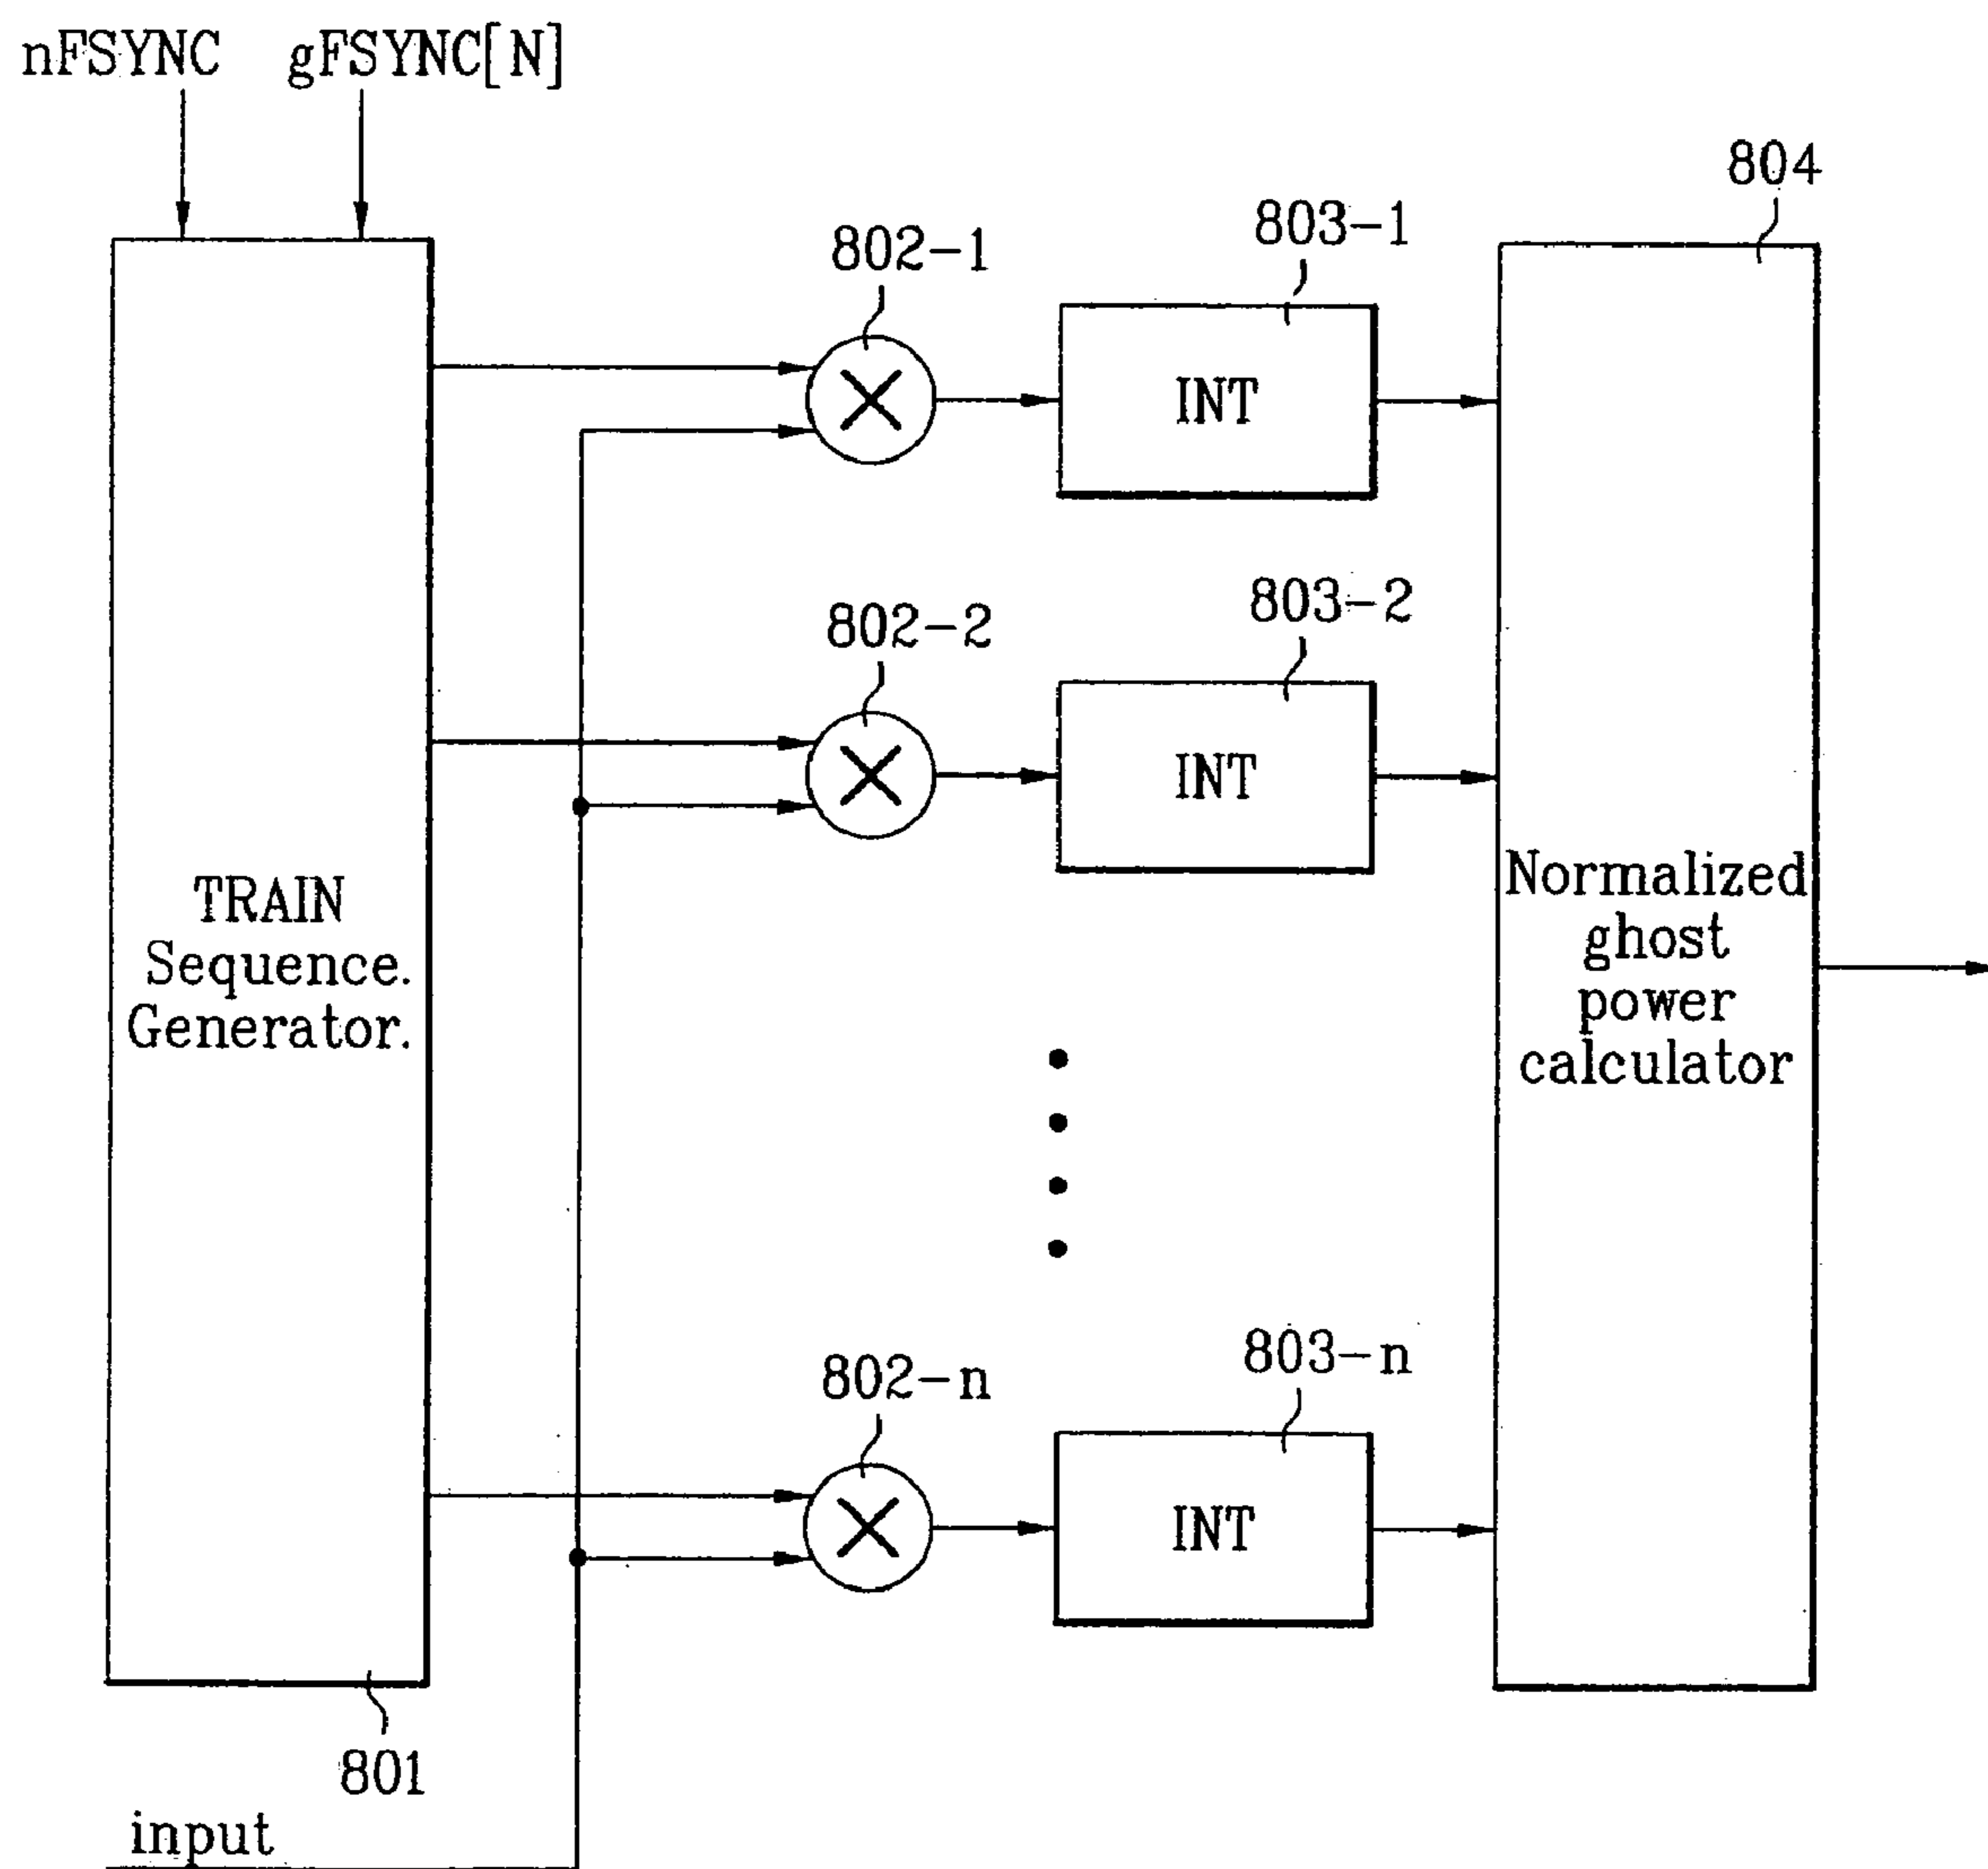 nFSYNC gFSYNC[N]
804
803-1
802-1
INT
803-2
802-2
INT
TRAIN
Sequence.
Generator.
Normalized
ghost
power
calculator
803-n
802-n
INT
801
input